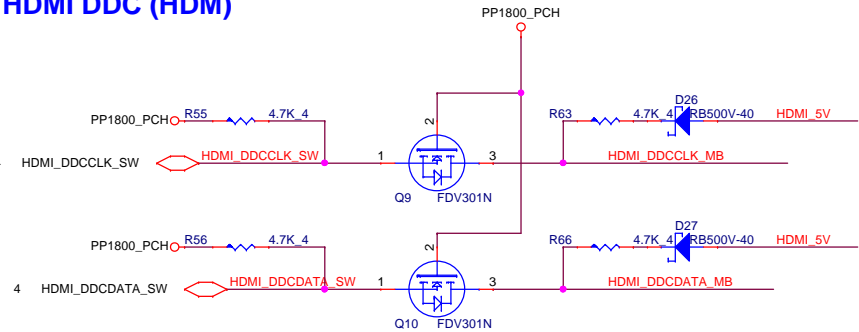 HDMI DDC (HDM)
PP1800_PCH
D26
PP1800_PCH R55 4.7K_4 2 R63 4.7K_4 RB500V-40 HDMI_5V
HDMI_DDCCLK_SW HDMI_DDCCLK_SW 1 3 HDMI_DDCCLK_MB
Q9 FDV301N
D27
PP1800_PCH R56 4.7K_4 2 R66 4.7K_4 RB500V-40 HDMI_5V
4 HDMI_DDCDATA_SW HDMI_DDCDATA_SW 1 3 HDMI_DDCDATA_MB
Q10 FDV301N